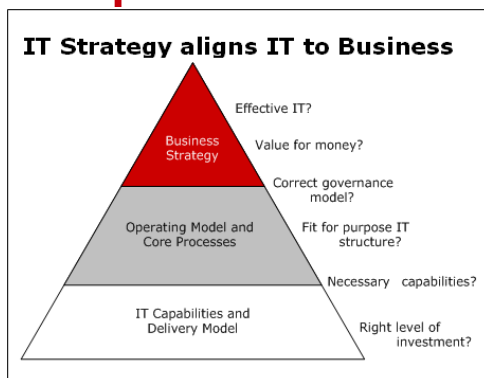 IT Strategy aligns IT to Business
Effective IT?
Business
Strategy
Value for money?
Correct governance
model?
Operating Model and
Core Processes
Fit for purpose IT
structure?
Necessary capabilities?
IT Capabilities and
Delivery Model
Right level of
investment?